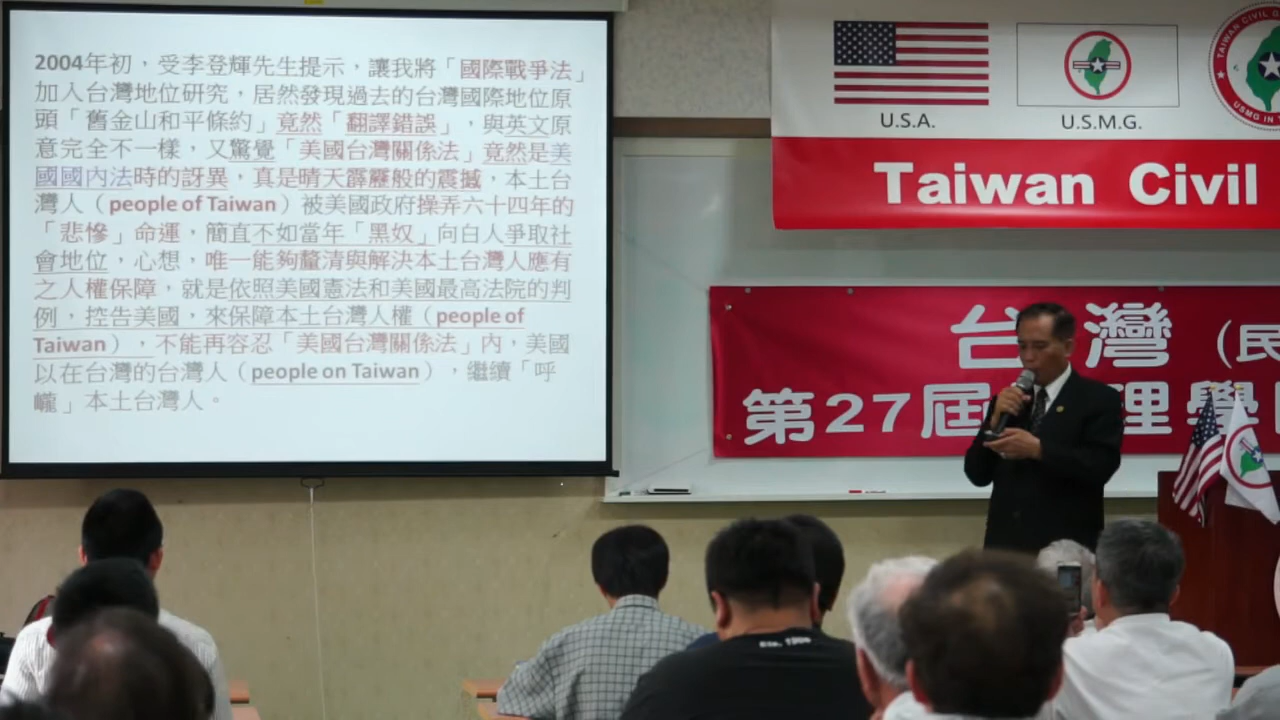 2004年初，受李登輝先生提示，讓我將「國際戰爭法」
加入台灣地位研究，居然發現過去的台灣國際地位原
頭「舊金山和平條約」竟然「翻譯錯誤」，與英文原
意完全不一樣，又驚覺「美國台灣關係法」竟然是美
國國內法時的訝異，真是晴天霹靂般的震撼，本土台
灣人（people of Taiwan）被美國政府操弄六十四年的
「悲慘」命運，簡直不如當年「黑奴」向白人爭取社
會地位，心想，唯一能夠釐清與解決本土台灣人應有
之人權保障，就是依照美國憲法和美國最高法院的判
例，控告美國，來保障本土台灣人權（people of
Taiwan），不能再容忍「美國台灣關係法」內，美國
以在台灣的台灣人（people on Taiwan），繼續「呼
嚨」本土台灣人。
U.S.A.
U.S.M.G.
TAIWAN CIVIL
USMG IN
Taiwan Civil
台灣（民
第27屆 理學